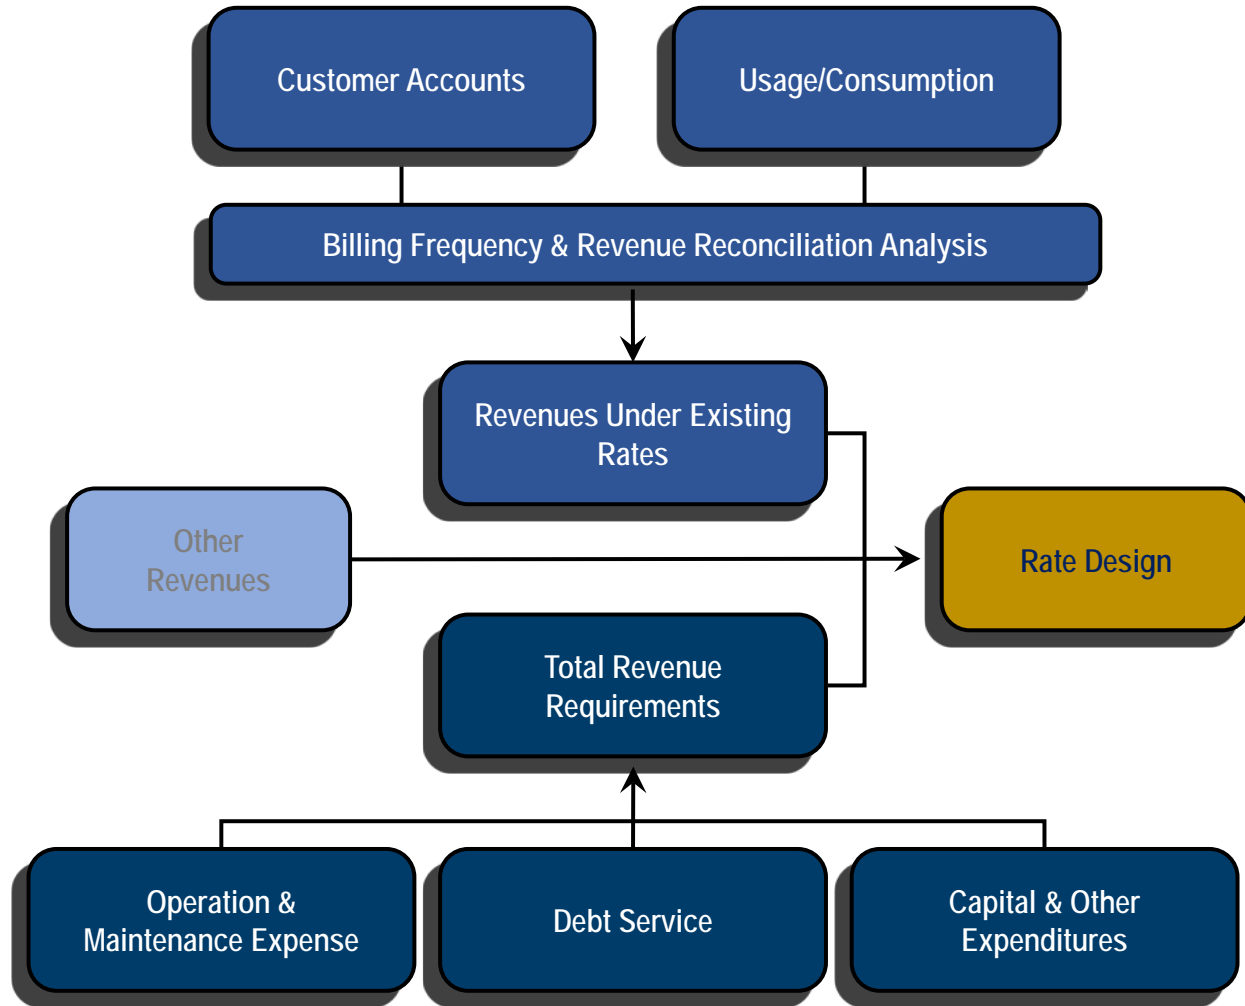 Customer Accounts
Usage/Consumption
Billing Frequency & Revenue Reconciliation Analysis
Revenues Under Existing
Rates
Other
Revenues
Rate Design
Total Revenue
Requirements
Operation &
Maintenance Expense
Debt Service
Capital & Other
Expenditures